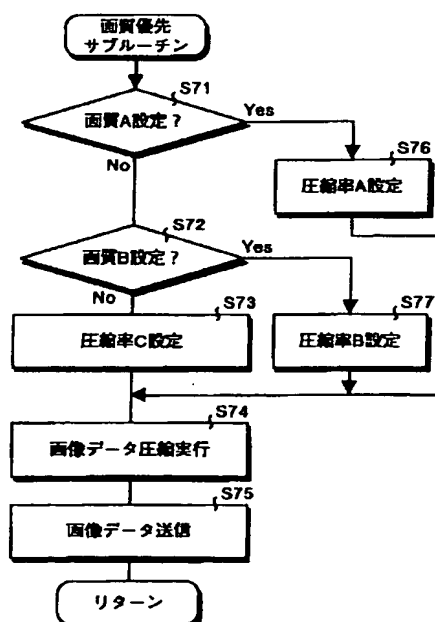 画質優先
サブルーチン
S71
画質A設定？
Yes
No
S76
圧縮率A設定
S72
画質B設定？
Yes
No
S73
圧縮率C設定
S77
圧縮率B設定
S74
画像データ圧縮実行
S75
画像データ送信
リターン